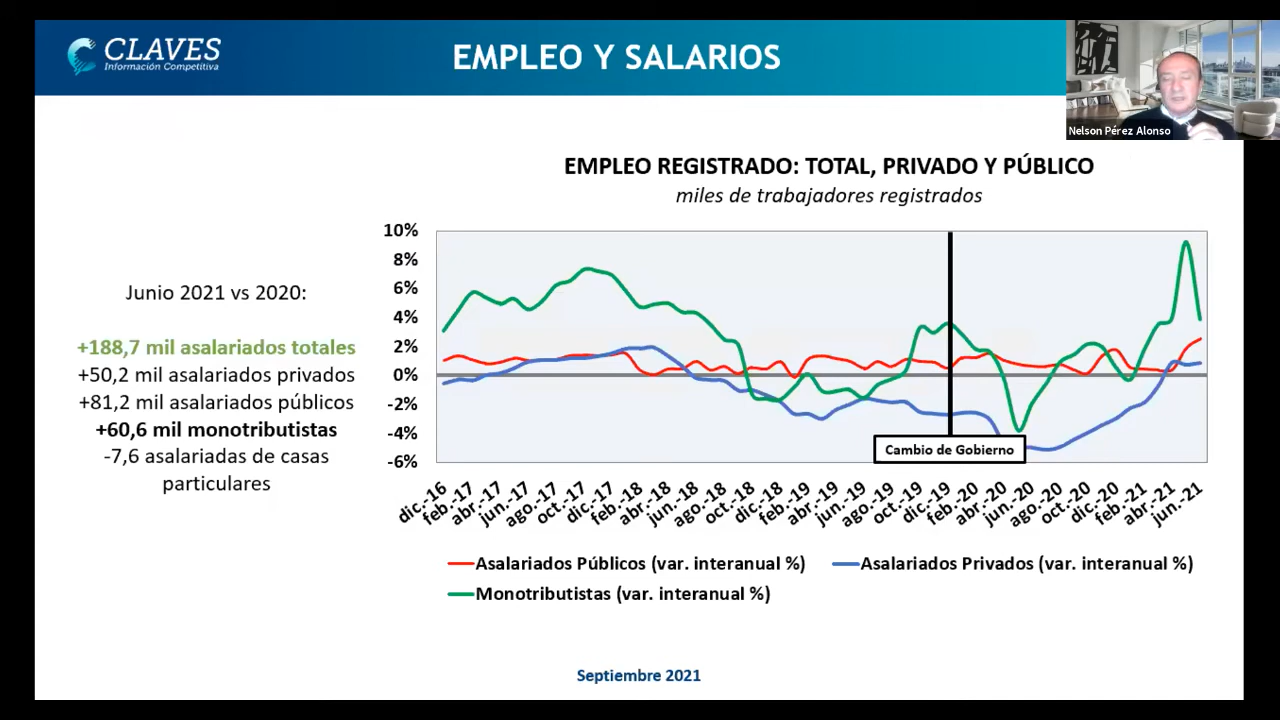 CLAVES
Información Competitiva
EMPLEO Y SALARIOS
Nelson Pérez Alonso
EMPLEO REGISTRADO: TOTAL, PRIVADO Y PÚBLICO
miles de trabajadores registrados
Junio 2021 vs 2020:
+188,7 mil asalariados totales
+50,2 mil asalariados privados
+81,2 mil asalariados públicos
+60,6 mil monotributistas
-7,6 asalariadas de casas
particulares
10%
8%
6%
4%
2%
0%
-2%
-4%
-6%
Cambio de Gobierno
dic.-16
feb.-17
abr.-17
jun.-17
ago.-17
oct.-17
dic.-17
feb.-18
abr.-18
jun.-18
ago.-18
oct.-18
dic.-18
feb.-19
abr.-19
jun.-19
ago.-19
oct.-19
dic.-19
feb.-20
abr.-20
jun.-20
ago.-20
oct.-20
dic.-20
feb.-21
abr.-21
jun.-21
Asalariados Públicos (var. interanual %)
Asalariados Privados (var. interanual %)
Monotributistas (var. interanual %)
Septiembre 2021